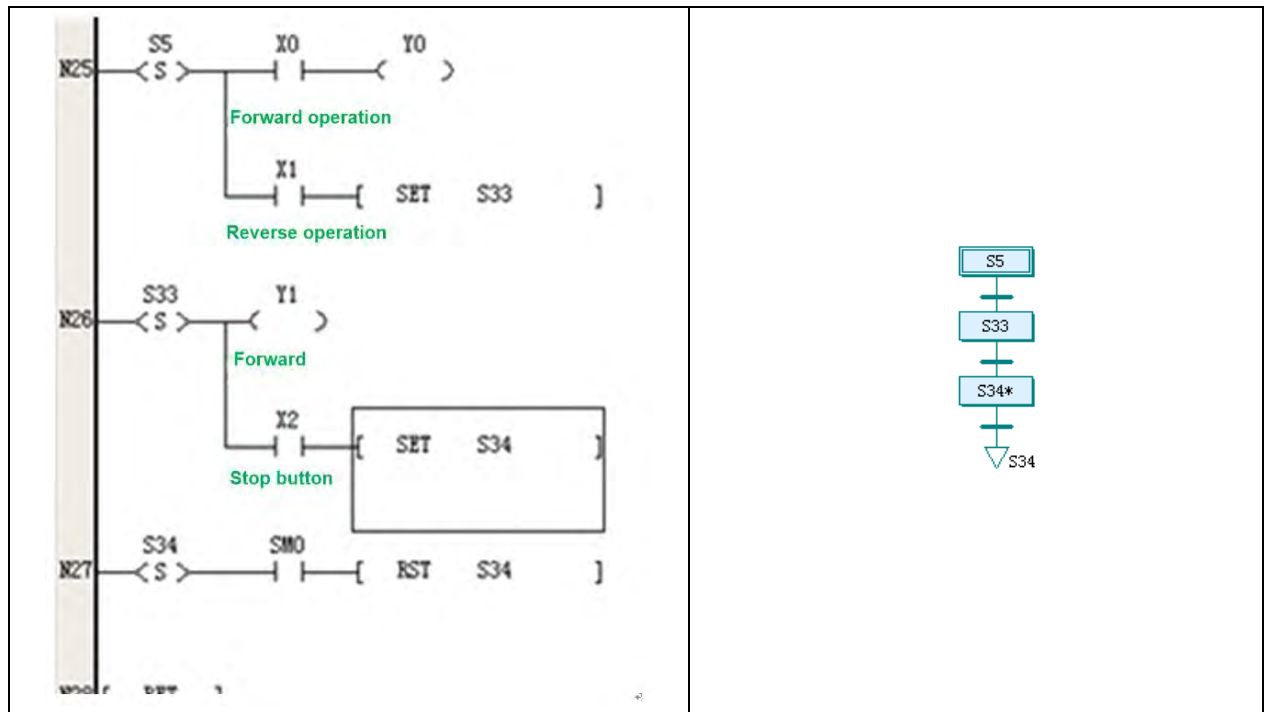 S5 X0 Y0
N25 < S > ( )
Forward operation
X1
[ SET S33 ]
Reverse operation
S33 Y1
N26 < S > ( )
Forward
X2
[ SET S34 ]
Stop button
S34 SM0
N27 < S > [ RST S34 ]
S5
S33
S34*
S34